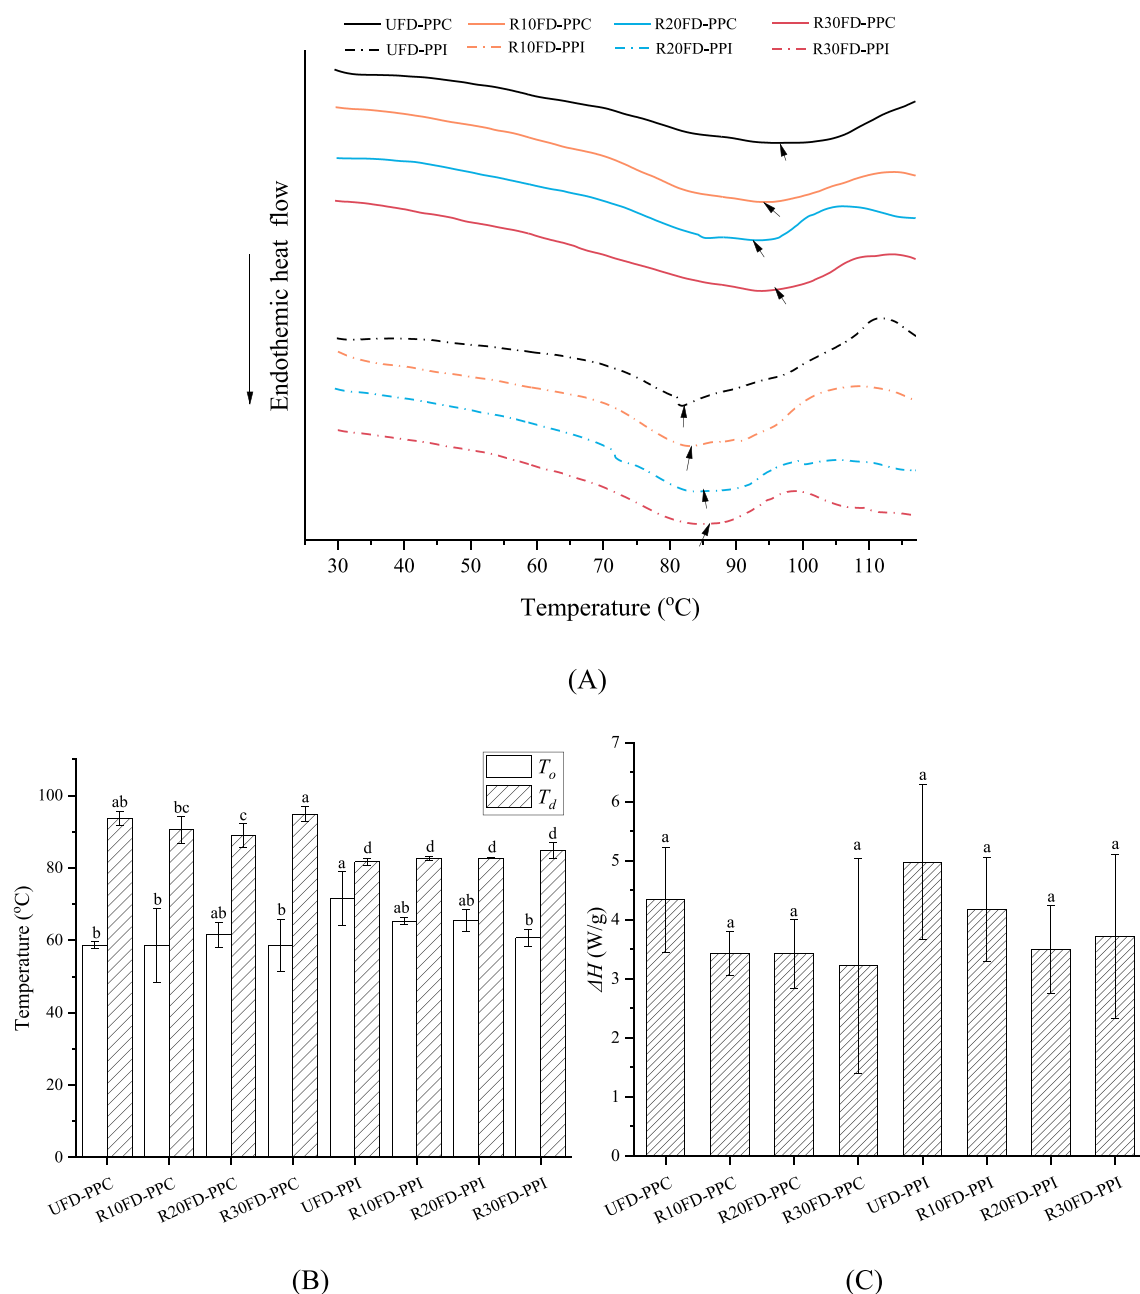 UFD-PPC R10FD-PPC R20FD-PPC R30FD-PPC
UFD-PPI R10FD-PPI R20FD-PPI R30FD-PPI
Endothemic heat flow
30 40 50 60 70 80 90 100 110
Temperature (°C)
(A)
Temperature (°C)
100
80
60
40
20
0
T_o
T_d
b ab b bc ab c b a a d ab d ab d b d
UFD-PPC R10FD-PPC R20FD-PPC R30FD-PPC UFD-PPI R10FD-PPI R20FD-PPI R30FD-PPI
(B)
ΔH (W/g)
7
6
5
4
3
2
1
0
a a a a a a a a
UFD-PPC R10FD-PPC R20FD-PPC R30FD-PPC UFD-PPI R10FD-PPI R20FD-PPI R30FD-PPI
(C)